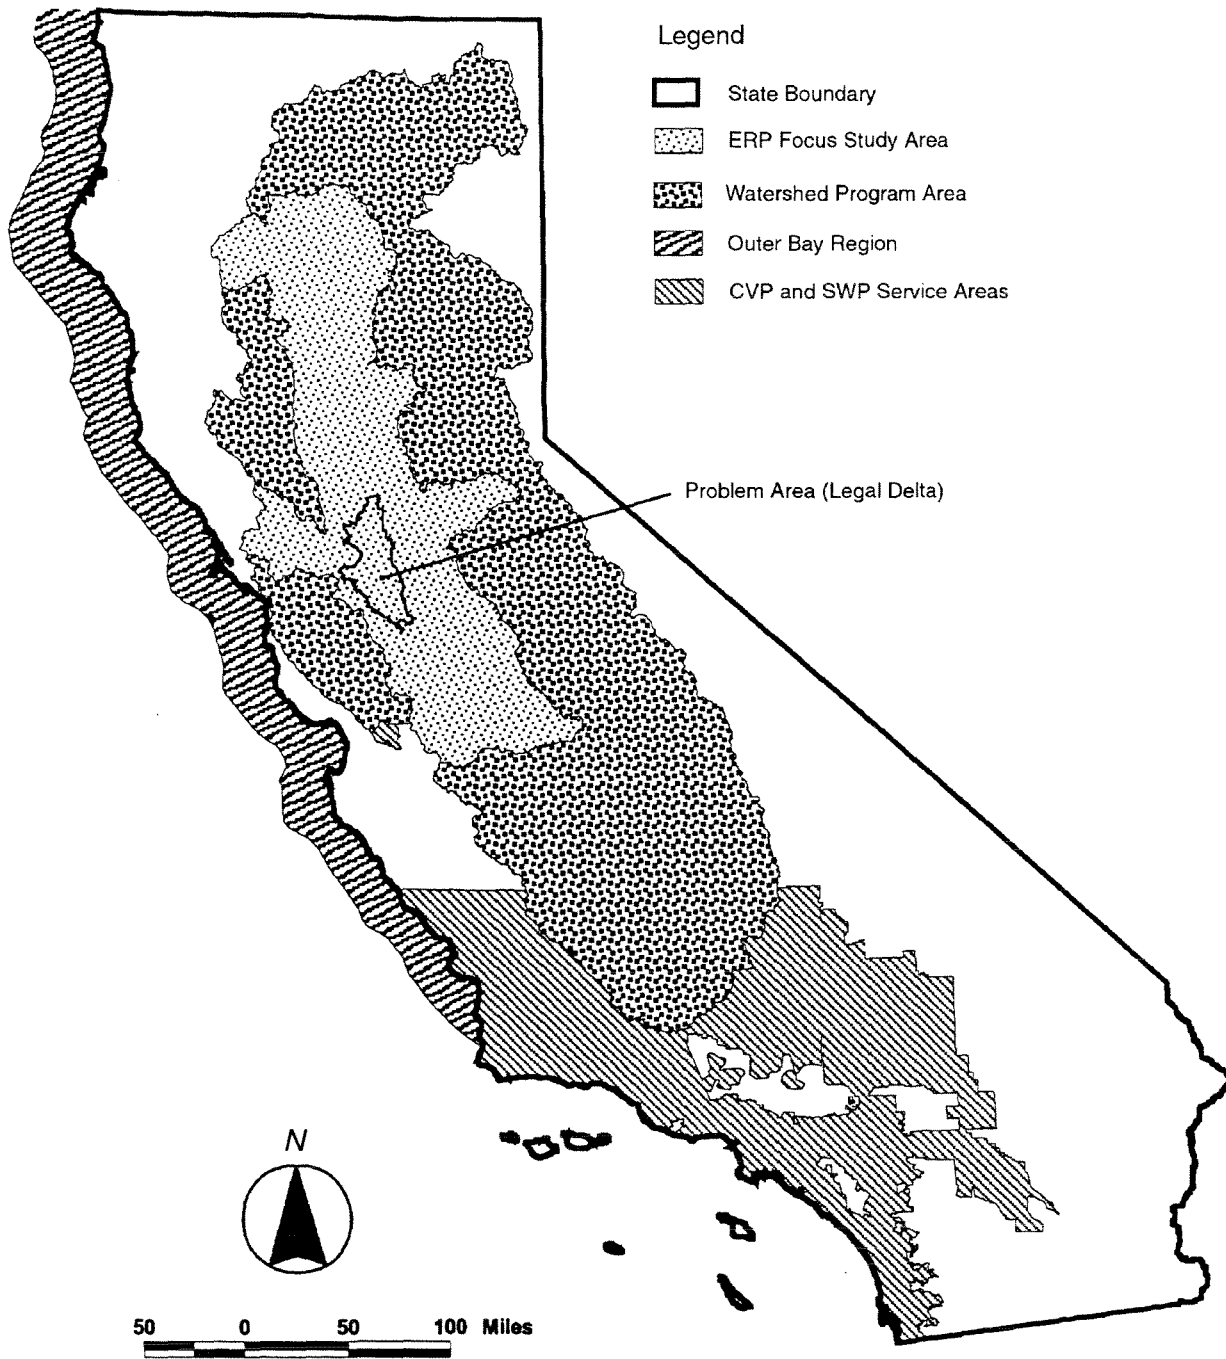 Legend
State Boundary
ERP Focus Study Area
Watershed Program Area
Outer Bay Region
CVP and SWP Service Areas
Problem Area (Legal Delta)
N
50 0 50 100 Miles